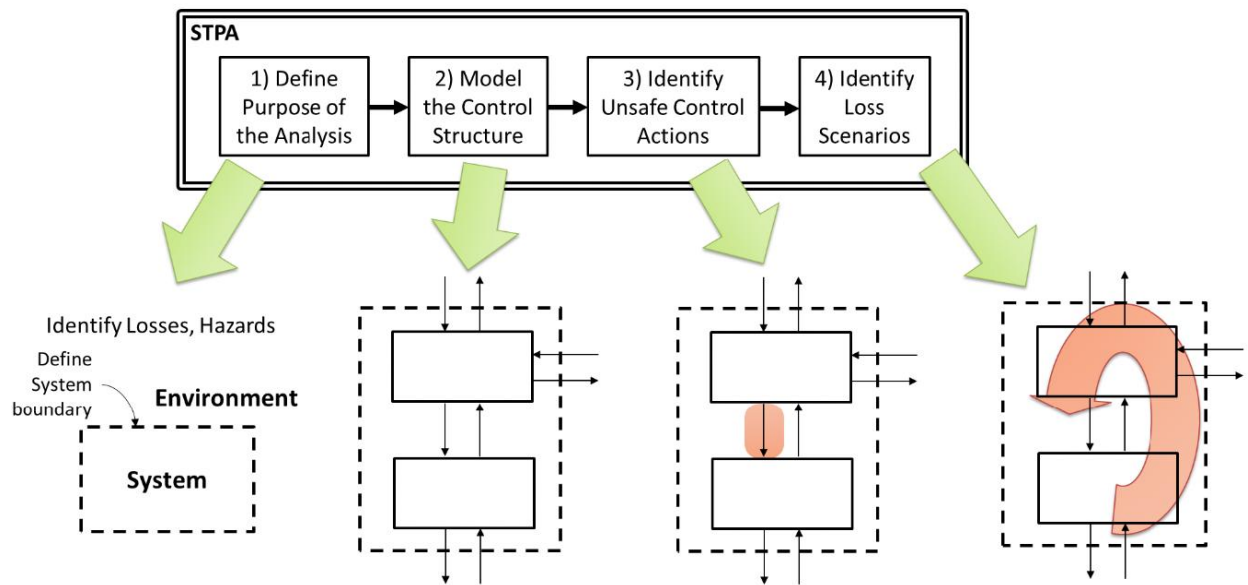 STPA
1) Define
Purpose of
the Analysis
2) Model
the Control
Structure
3) Identify
Unsafe Control
Actions
4) Identify
Loss
Scenarios
Identify Losses, Hazards
Define
System
boundary
Environment
System